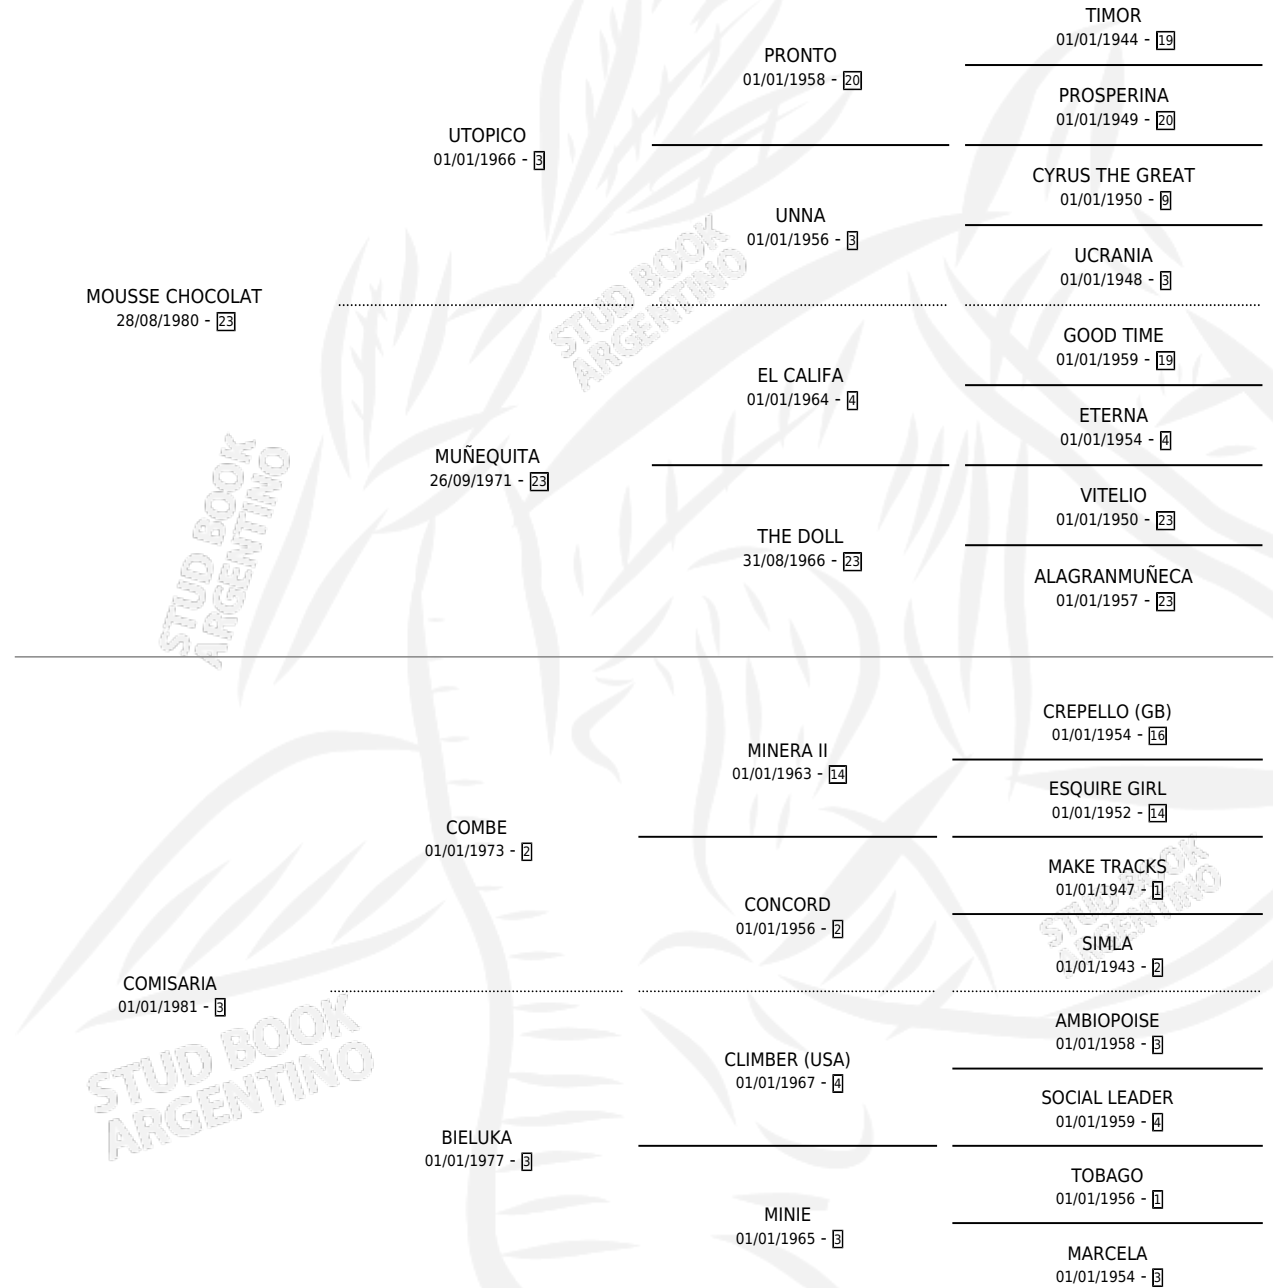 TIMOR
01/01/1944 - 19
PRONTO
01/01/1958 - 20
PROSPERINA
01/01/1949 - 20
UTOPICO
01/01/1966 - 3
CYRUS THE GREAT
01/01/1950 - 9
UNNA
01/01/1956 - 3
UCRANIA
01/01/1948 - 3
MOUSSE CHOCOLAT
28/08/1980 - 23
GOOD TIME
01/01/1959 - 19
EL CALIFA
01/01/1964 - 4
ETERNA
01/01/1954 - 4
MUÑEQUITA
26/09/1971 - 23
VITELIO
01/01/1950 - 23
THE DOLL
31/08/1966 - 23
ALAGRANMUÑECA
01/01/1957 - 23
STUD BOOK
ARGENTINO
STUD BOOK
ARGENTINO
CREPELLO (GB)
01/01/1954 - 16
MINERA II
01/01/1963 - 14
ESQUIRE GIRL
01/01/1952 - 14
COMBE
01/01/1973 - 2
MAKE TRACKS
01/01/1947 - 1
CONCORD
01/01/1956 - 2
SIMLA
01/01/1943 - 2
COMISARIA
01/01/1981 - 3
AMBIOPOISE
01/01/1958 - 3
CLIMBER (USA)
01/01/1967 - 4
SOCIAL LEADER
01/01/1959 - 4
BIELUKA
01/01/1977 - 3
TOBAGO
01/01/1956 - 1
MINIE
01/01/1965 - 3
MARCELA
01/01/1954 - 3
STUD BOOK
ARGENTINO
STUD BOOK
ARGENTINO